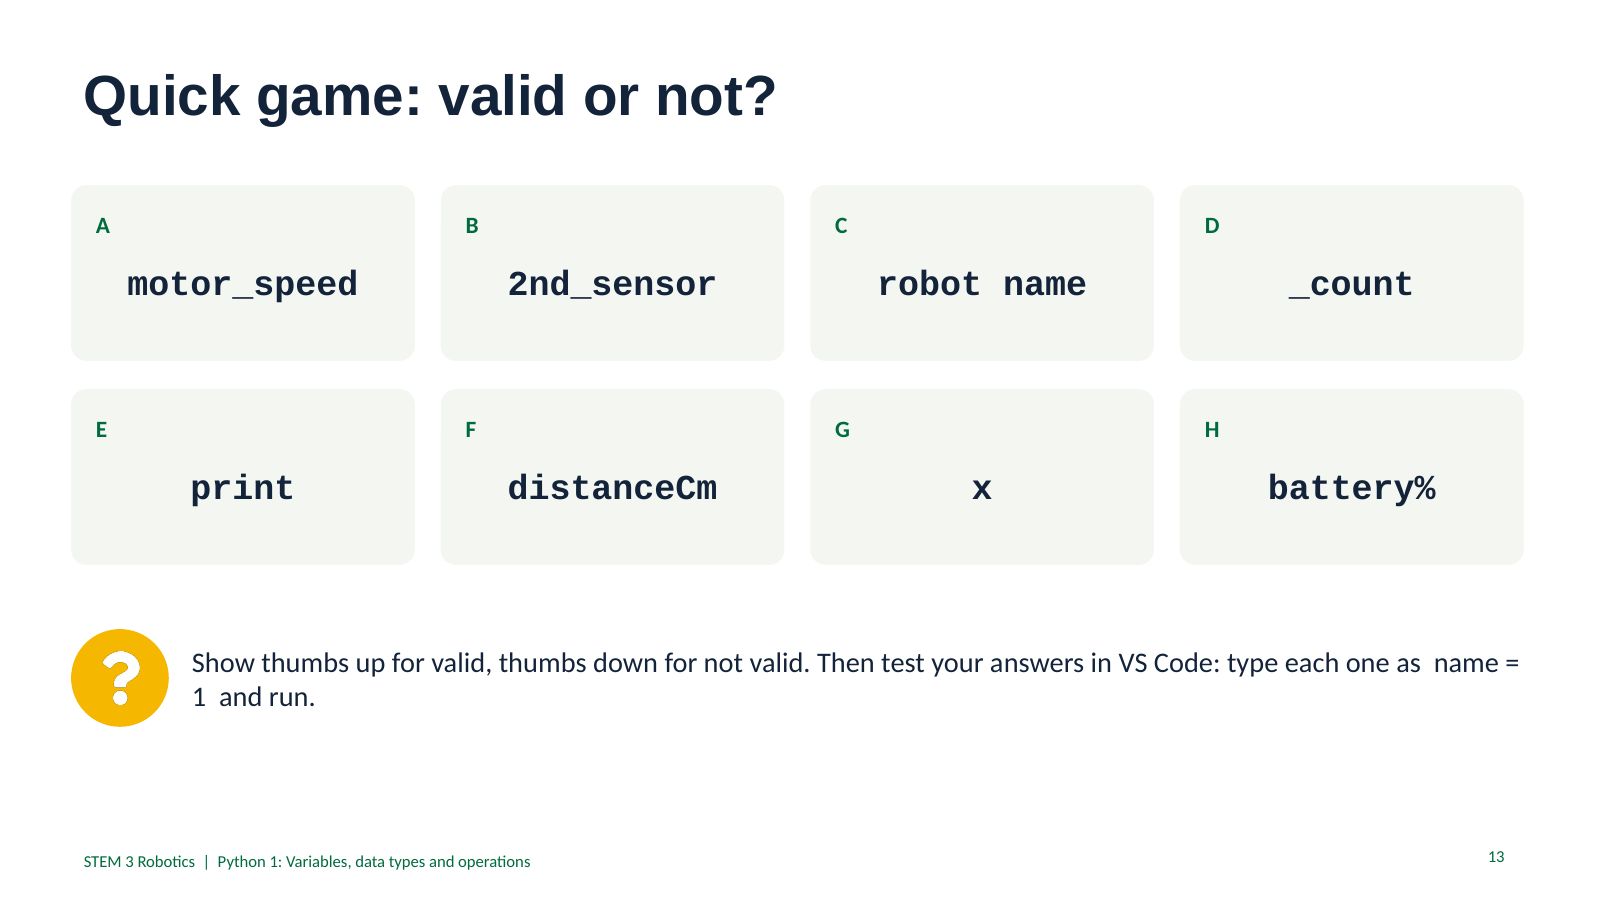 Quick game: valid or not?
A
motor_speed
B
2nd_sensor
C
robot name
D
_count
E
print
F
distanceCm
G
x
H
battery%
?
Show thumbs up for valid, thumbs down for not valid. Then test your answers in VS Code: type each one as  name =
1  and run.
STEM 3 Robotics  |  Python 1: Variables, data types and operations
13